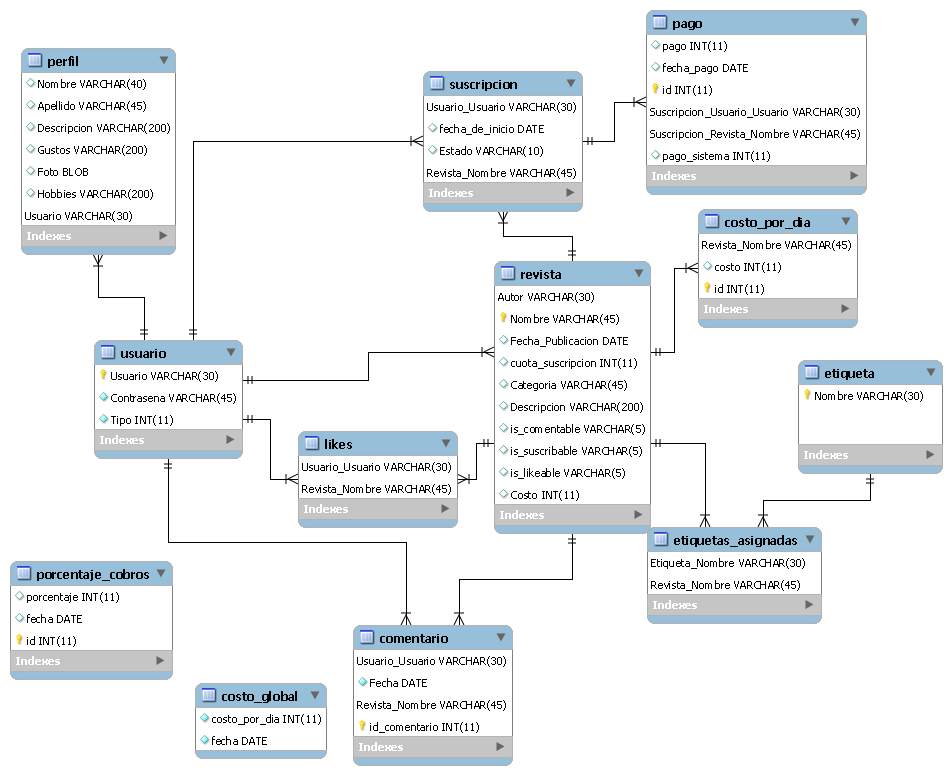 perfil
Nombre VARCHAR(40)
Apellido VARCHAR(45)
Descripcion VARCHAR(200)
Gustos VARCHAR(200)
Foto BLOB
Hobbies VARCHAR(200)
Usuario VARCHAR(30)
Indexes
suscripcion
Usuario_Usuario VARCHAR(30)
fecha_de_inicio DATE
Estado VARCHAR(10)
Revista_Nombre VARCHAR(45)
Indexes
pago
pago INT(11)
fecha_pago DATE
id INT(11)
Suscripcion_Usuario_Usuario VARCHAR(30)
Suscripcion_Revista_Nombre VARCHAR(45)
pago_sistema INT(11)
Indexes
costo_por_dia
Revista_Nombre VARCHAR(45)
costo INT(11)
id INT(11)
Indexes
revista
Autor VARCHAR(30)
Nombre VARCHAR(45)
Fecha_Publicacion DATE
cuota_suscripcion INT(11)
Categoria VARCHAR(45)
Descripcion VARCHAR(200)
is_comentable VARCHAR(5)
is_suscribable VARCHAR(5)
is_likeable VARCHAR(5)
Costo INT(11)
Indexes
usuario
Usuario VARCHAR(30)
Contrasena VARCHAR(45)
Tipo INT(11)
Indexes
likes
Usuario_Usuario VARCHAR(30)
Revista_Nombre VARCHAR(45)
Indexes
etiqueta
Nombre VARCHAR(30)
Indexes
etiquetas_asignadas
Etiqueta_Nombre VARCHAR(30)
Revista_Nombre VARCHAR(45)
Indexes
porcentaje_cobros
porcentaje INT(11)
fecha DATE
id INT(11)
Indexes
comentario
Usuario_Usuario VARCHAR(30)
Fecha DATE
Revista_Nombre VARCHAR(45)
id_comentario INT(11)
Indexes
costo_global
costo_por_dia INT(11)
fecha DATE